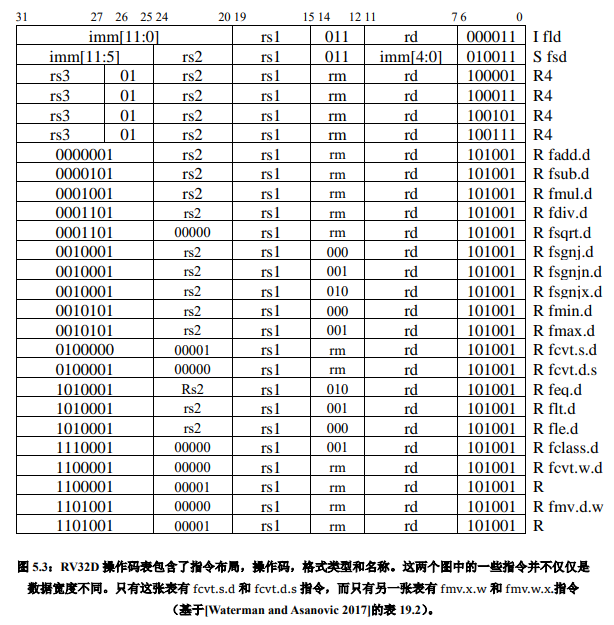 31 27 26 25 24 20 19 15 14 12 11 7 6 0
imm[11:0] rs1 011 rd 000011 I fld
imm[11:5] rs2 rs1 011 imm[4:0] 010011 S fsd
rs3 01 rs2 rs1 rm rd 100001 R4
rs3 01 rs2 rs1 rm rd 100011 R4
rs3 01 rs2 rs1 rm rd 100101 R4
rs3 01 rs2 rs1 rm rd 100111 R4
0000001 rs2 rs1 rm rd 101001 R fadd.d
0000101 rs2 rs1 rm rd 101001 R fsub.d
0001001 rs2 rs1 rm rd 101001 R fmul.d
0001101 rs2 rs1 rm rd 101001 R fdiv.d
0001101 00000 rs1 rm rd 101001 R fsqrt.d
0010001 rs2 rs1 000 rd 101001 R fsgnj.d
0010001 rs2 rs1 001 rd 101001 R fsgnjn.d
0010001 rs2 rs1 010 rd 101001 R fsgnjx.d
0010101 rs2 rs1 000 rd 101001 R fmin.d
0010101 rs2 rs1 001 rd 101001 R fmax.d
0100000 00001 rs1 rm rd 101001 R fcvt.s.d
0100001 00000 rs1 rm rd 101001 R fcvt.d.s
1010001 Rs2 rs1 010 rd 101001 R feq.d
1010001 rs2 rs1 001 rd 101001 R flt.d
1010001 rs2 rs1 000 rd 101001 R fle.d
1110001 00000 rs1 001 rd 101001 R fclass.d
1100001 00000 rs1 rm rd 101001 R fcvt.w.d
1100001 00001 rs1 rm rd 101001 R
1101001 00000 rs1 rm rd 101001 R fmv.d.w
1101001 00001 rs1 rm rd 101001 R
图 5.3：RV32D 操作码表包含了指令布局，操作码，格式类型和名称。这两个图中的一些指令并不仅仅是
数据宽度不同。只有这张表有 fcvt.s.d 和 fcvt.d.s 指令，而只有另一张表有 fmv.x.w 和 fmv.w.x.指令
（基于[Waterman and Asanovic 2017]的表 19.2）。